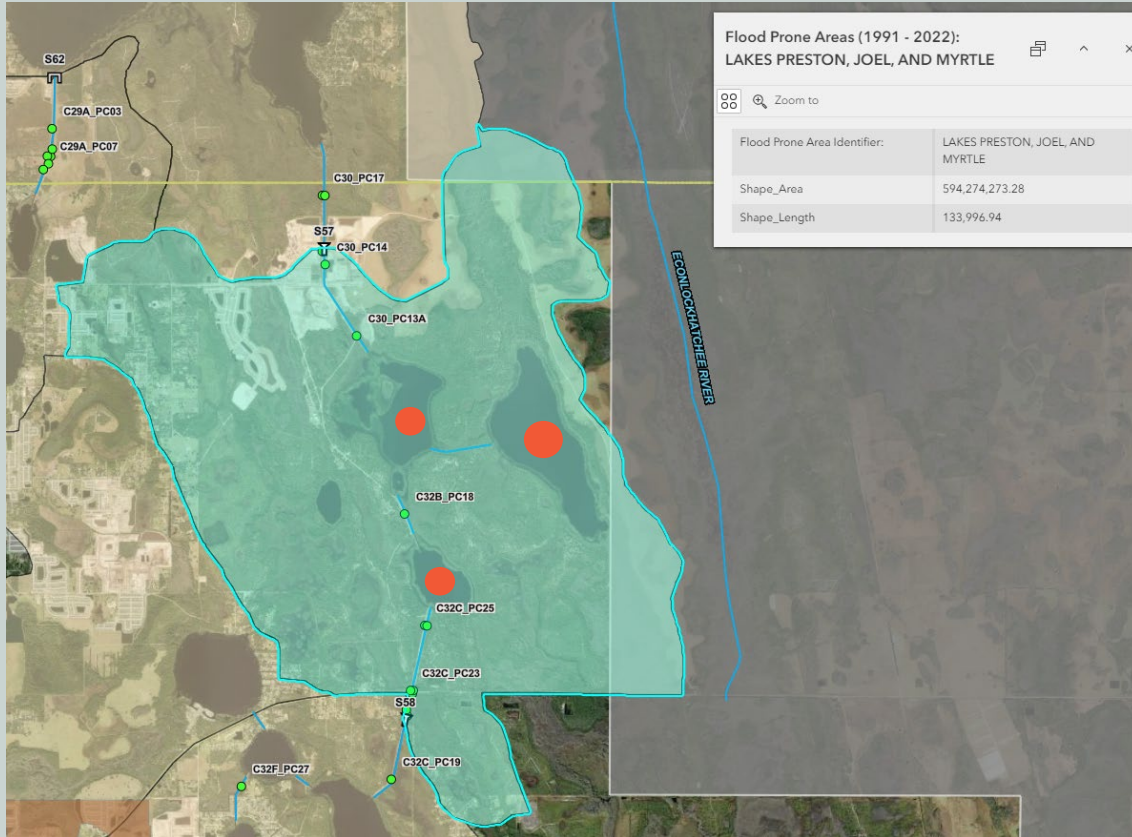 Flood Prone Areas (1991 - 2022):
LAKES PRESTON, JOEL, AND MYRTLE
Zoom to
Flood Prone Area Identifier:
LAKES PRESTON, JOEL, AND
MYRTLE
Shape_Area
594,274,273.28
Shape_Length
133,996.94
S62
C29A_PC03
C29A_PC07
C30_PC17
S57
C30_PC14
C30_PC13A
ECONLOCKHATCHEE RIVER
C32B_PC18
C32C_PC25
C32C_PC23
S58
C32F_PC27
C32C_PC19